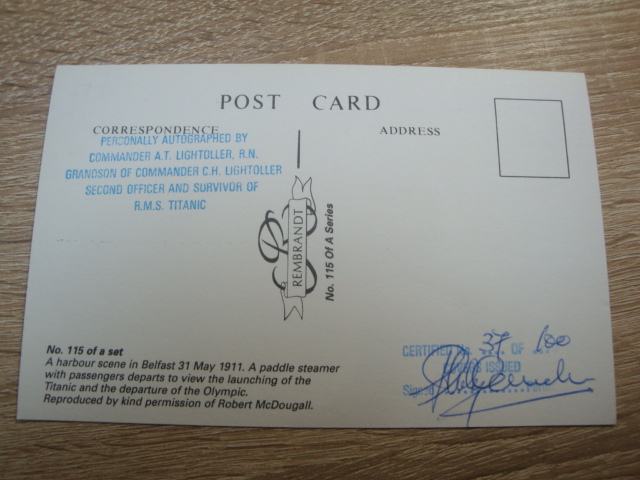 POST CARD
CORRESPONDENCE
ADDRESS
PERSONALLY AUTOGRAPHED BY
COMMANDER A.T. LIGHTOLLER, R.N.
GRANDSON OF COMMANDER C.H. LIGHTOLLER
SECOND OFFICER AND SURVIVOR OF
R.M.S. TITANIC
REMBRANDT
No. 115 Of A Series
No. 115 of a set
A harbour scene in Belfast 31 May 1911. A paddle steamer
with passengers departs to view the launching of the
Titanic and the departure of the Olympic.
Reproduced by kind permission of Robert McDougall.
CERTIFIED No. 37 OF 100
ISSUED
Signed